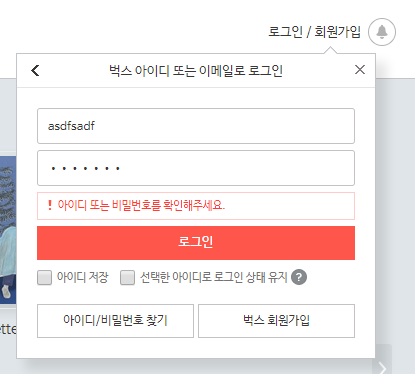 로그인 / 회원가입
벅스 아이디 또는 이메일로 로그인
asdfsadf
•••••••
! 아이디 또는 비밀번호를 확인해주세요.
로그인
아이디 저장 선택한 아이디로 로그인 상태 유지 ?
아이디/비밀번호 찾기 벅스 회원가입
ette